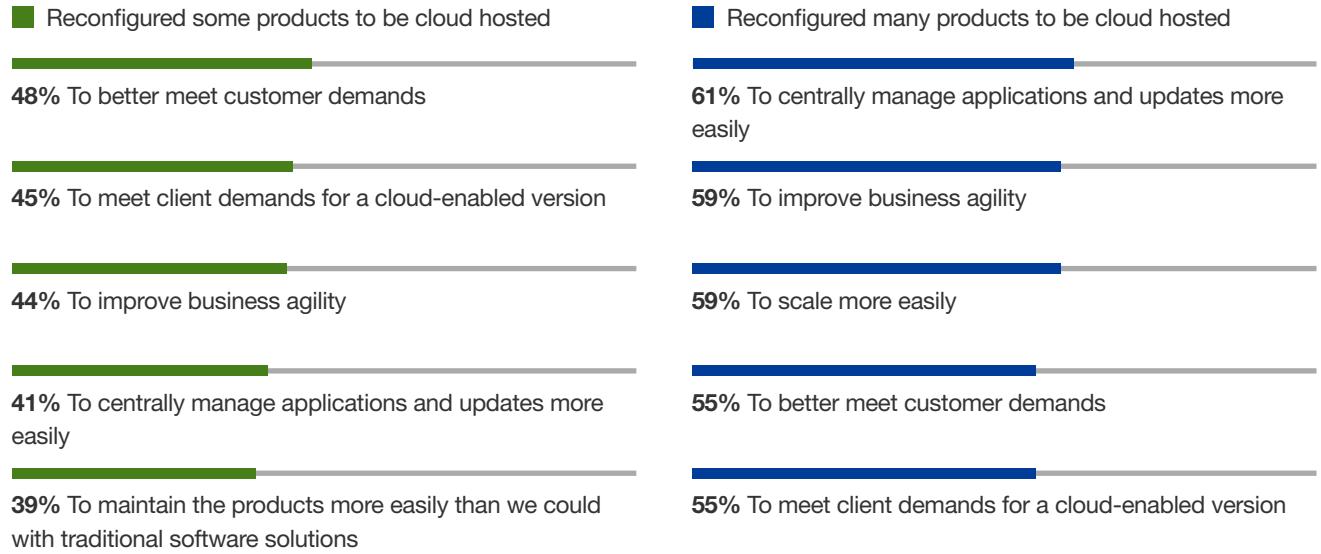 Reconfigured some products to be cloud hosted
48% To better meet customer demands
45% To meet client demands for a cloud-enabled version
44% To improve business agility
41% To centrally manage applications and updates more
easily
39% To maintain the products more easily than we could
with traditional software solutions
Reconfigured many products to be cloud hosted
61% To centrally manage applications and updates more
easily
59% To improve business agility
59% To scale more easily
55% To better meet customer demands
55% To meet client demands for a cloud-enabled version